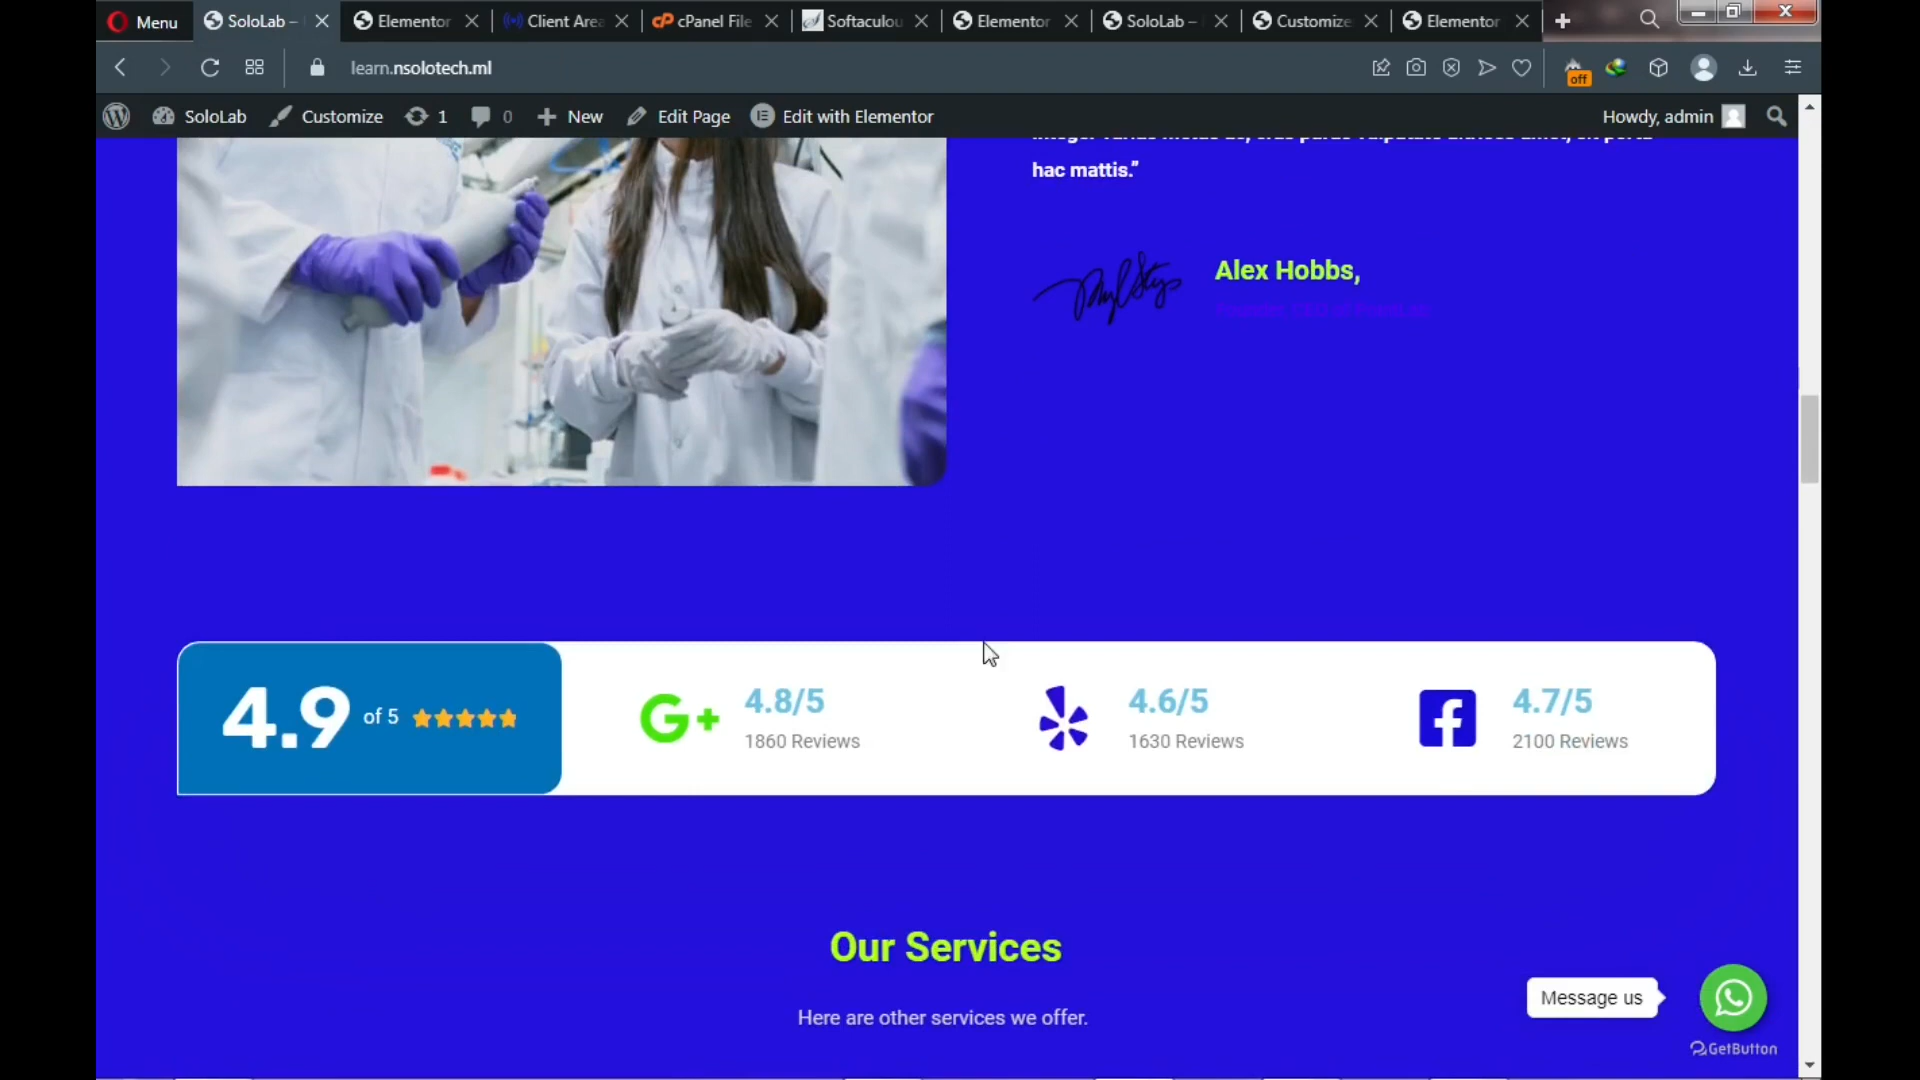 Menu
SoloLab –
Elementor
Client Area
cPanel File
Softaculou
Elementor
SoloLab –
Customize
Elementor
learn.nsolotech.ml
off
SoloLab
Customize
1
0
New
Edit Page
Edit with Elementor
Howdy, admin
hac mattis.”
Alex Hobbs,
4.9 of 5
4.8/5
1860 Reviews
4.6/5
1630 Reviews
4.7/5
2100 Reviews
Our Services
Here are other services we offer.
Message us
GetButton